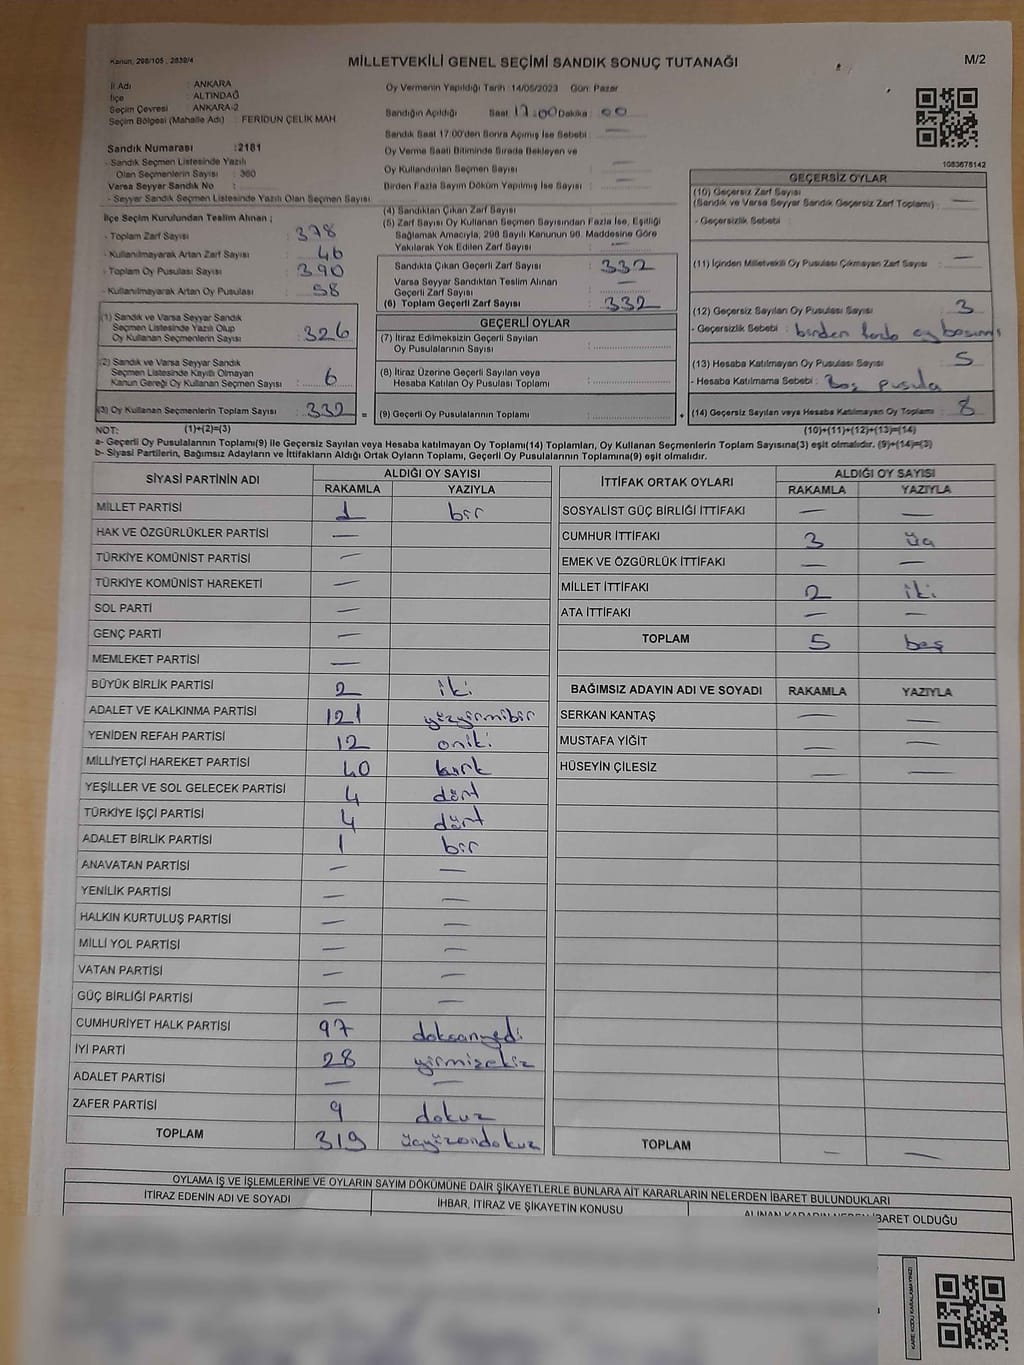 Kanun, 298/105 , 2839/4
MİLLETVEKİLİ GENEL SEÇİMİ SANDIK SONUÇ TUTANAĞI
M/2
İl Adı : ANKARA
İlçe : ALTINDAĞ
Seçim Çevresi : ANKARA-2
Seçim Bölgesi (Mahalle Adı) : FERİDUN ÇELİK MAH
Sandık Numarası :2181
- Sandık Seçmen Listesinde Yazılı
Olan Seçmenlerin Sayısı : 360
Varsa Seyyar Sandık No :
- Seyyar Sandık Seçmen Listesinde Yazılı Olan Seçmen Sayısı
Oy Vermenin Yapıldığı Tarih :14/05/2023 Gün: Pazar
Sandığın Açıldığı Saat 17:00 Dakika : 00
Sandık Saat 17:00'den Sonra Açımış İse Sebebi : —
Oy Verme Saati Bitiminde Sırada Bekleyen ve
Oy Kullandırılan Seçmen Sayısı : —
Birden Fazla Sayım Döküm Yapılmış İse Sayısı : —
1083678142
İlçe Seçim Kurulundan Teslim Alınan ;
- Toplam Zarf Sayısı : 378
- Kullanılmayarak Artan Zarf Sayısı : 46
- Toplam Oy Pusulası Sayısı : 390
- Kullanılmayarak Artan Oy Pusulası : 58
(1) Sandık ve Varsa Seyyar Sandık
Seçmen Listesinde Yazılı Olup
Oy Kullanan Seçmenlerin Sayısı : 326
(2) Sandık ve Varsa Seyyar Sandık
Seçmen Listesinde Kayıtlı Olmayan
Kanun Gereği Oy Kullanan Seçmen Sayısı : 6
(3) Oy Kullanan Seçmenlerin Toplam Sayısı : 332 =
(4) Sandıktan Çıkan Zarf Sayısı :
(5) Zarf Sayısı Oy Kullanan Seçmen Sayısından Fazla İse, Eşitliği
Sağlamak Amacıyla, 298 Sayılı Kanunun 98. Maddesine Göre
Yakılarak Yok Edilen Zarf Sayısı : —
Sandıkta Çıkan Geçerli Zarf Sayısı : 332
Varsa Seyyar Sandıktan Teslim Alınan
Geçerli Zarf Sayısı : —
(6) Toplam Geçerli Zarf Sayısı : 332
GEÇERLİ OYLAR
(7) İtiraz Edilmeksizin Geçerli Sayılan
Oy Pusulalarının Sayısı :
(8) İtiraz Üzerine Geçerli Sayılan veya
Hesaba Katılan Oy Pusulası Toplamı :
(9) Geçerli Oy Pusulalarının Toplamı : +
GEÇERSİZ OYLAR
(10) Geçersiz Zarf Sayısı
(Sandık ve Varsa Seyyar Sandık Geçersiz Zarf Toplamı) : —
- Geçersizlik Sebebi :
(11) İçinden Milletvekili Oy Pusulası Çıkmayan Zarf Sayısı : —
(12) Geçersiz Sayılan Oy Pusulası Sayısı : 3
- Geçersizlik Sebebi : birden fazla oy basımı
(13) Hesaba Katılmayan Oy Pusulası Sayısı : 5
- Hesaba Katılmama Sebebi : Boş pusula
(14) Geçersiz Sayılan veya Hesaba Katılmayan Oy Toplamı : 8
NOT: (1)+(2)=(3)
(10)+(11)+(12)+(13)=(14)
a- Geçerli Oy Pusulalarının Toplamı(9) ile Geçersiz Sayılan veya Hesaba katılmayan Oy Toplamı(14) Toplamları, Oy Kullanan Seçmenlerin Toplam Sayısına(3) eşit olmalıdır. (9)+(14)=(3)
b- Siyasi Partilerin, Bağımsız Adayların ve İttifakların Aldığı Ortak Oyların Toplamı, Geçerli Oy Pusulalarının Toplamına(9) eşit olmalıdır.
SİYASİ PARTİNİN ADI ALDIĞI OY SAYISI
RAKAMLA YAZIYLA
MİLLET PARTİSİ 1 bir
HAK VE ÖZGÜRLÜKLER PARTİSİ —
TÜRKİYE KOMÜNİST PARTİSİ —
TÜRKİYE KOMÜNİST HAREKETİ —
SOL PARTİ —
GENÇ PARTİ —
MEMLEKET PARTİSİ —
BÜYÜK BİRLİK PARTİSİ 2 iki
ADALET VE KALKINMA PARTİSİ 121 yüzyirmibir
YENİDEN REFAH PARTİSİ 12 oniki
MİLLİYETÇİ HAREKET PARTİSİ 40 kırk
YEŞİLLER VE SOL GELECEK PARTİSİ 4 dört
TÜRKİYE İŞÇİ PARTİSİ 4 dört
ADALET BİRLİK PARTİSİ 1 bir
ANAVATAN PARTİSİ — —
YENİLİK PARTİSİ — —
HALKIN KURTULUŞ PARTİSİ — —
MİLLİ YOL PARTİSİ — —
VATAN PARTİSİ — —
GÜÇ BİRLİĞİ PARTİSİ — —
CUMHURİYET HALK PARTİSİ 97 doksanyedi
İYİ PARTİ 28 yirmisekiz
ADALET PARTİSİ — —
ZAFER PARTİSİ 9 dokuz
TOPLAM 319 üçyüzondokuz
İTTİFAK ORTAK OYLARI ALDIĞI OY SAYISI
RAKAMLA YAZIYLA
SOSYALİST GÜÇ BİRLİĞİ İTTİFAKI — —
CUMHUR İTTİFAKI 3 üç
EMEK VE ÖZGÜRLÜK İTTİFAKI — —
MİLLET İTTİFAKI 2 iki
ATA İTTİFAKI — —
TOPLAM 5 beş
BAĞIMSIZ ADAYIN ADI VE SOYADI RAKAMLA YAZIYLA
SERKAN KANTAŞ — —
MUSTAFA YİĞİT — —
HÜSEYİN ÇİLESİZ — —
TOPLAM — —
OYLAMA İŞ VE İŞLEMLERİNE VE OYLARIN SAYIM DÖKÜMÜNE DAİR ŞİKAYETLERLE BUNLARA AİT KARARLARIN NELERDEN İBARET BULUNDUKLARI
İTİRAZ EDENİN ADI VE SOYADI İHBAR, İTİRAZ VE ŞİKAYETİN KONUSU ALINAN KARARIN NEDEN İBARET OLDUĞU
KARE KODU KARALAMAYINIZ!